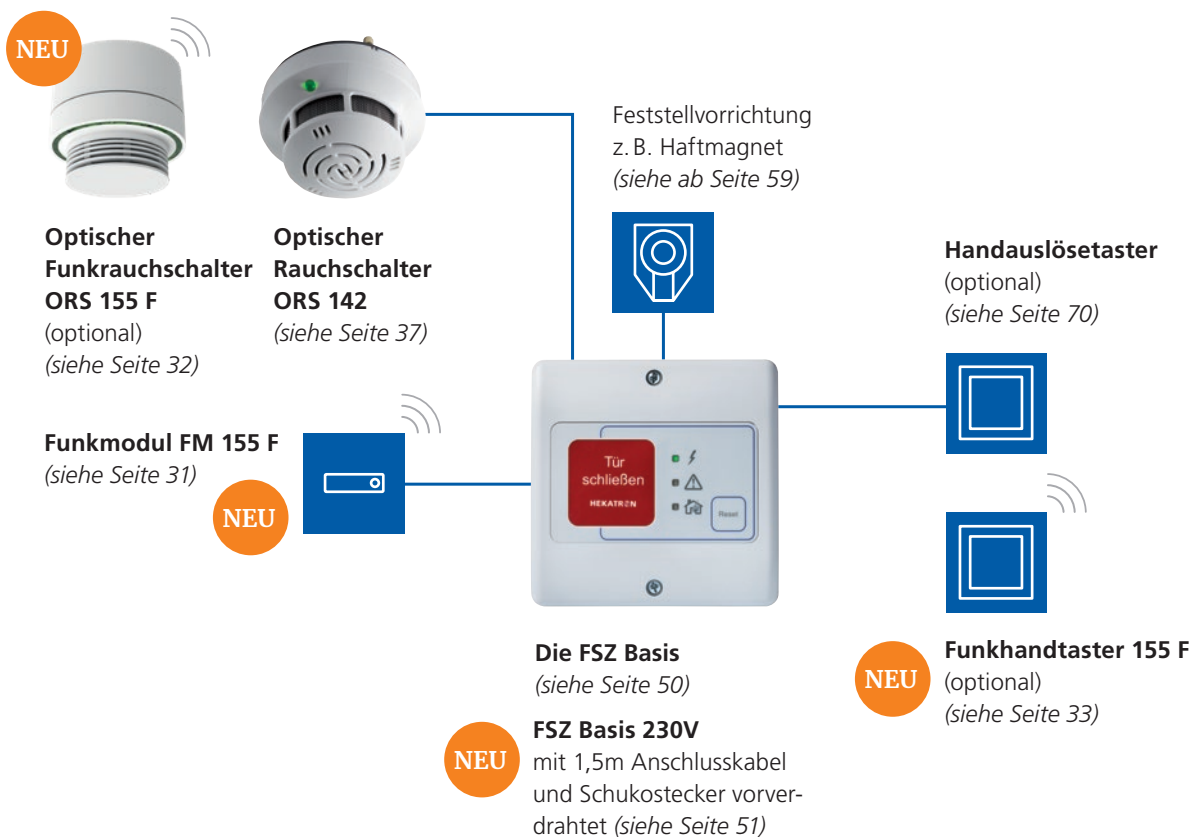 NEU
Optischer
Funkrauchschalter
ORS 155 F
(optional)
(siehe Seite 32)
Optischer
Rauchschalter
ORS 142
(siehe Seite 37)
Feststellvorrichtung
z. B. Haftmagnet
(siehe ab Seite 59)
Handauslösetaster
(optional)
(siehe Seite 70)
Funkmodul FM 155 F
(siehe Seite 31)
NEU
Tür
schließen
HEKATRON
Reset
Die FSZ Basis
(siehe Seite 50)
NEU
FSZ Basis 230V
mit 1,5m Anschlusskabel
und Schukostecker vorver-
drahtet (siehe Seite 51)
NEU
Funkhandtaster 155 F
(optional)
(siehe Seite 33)